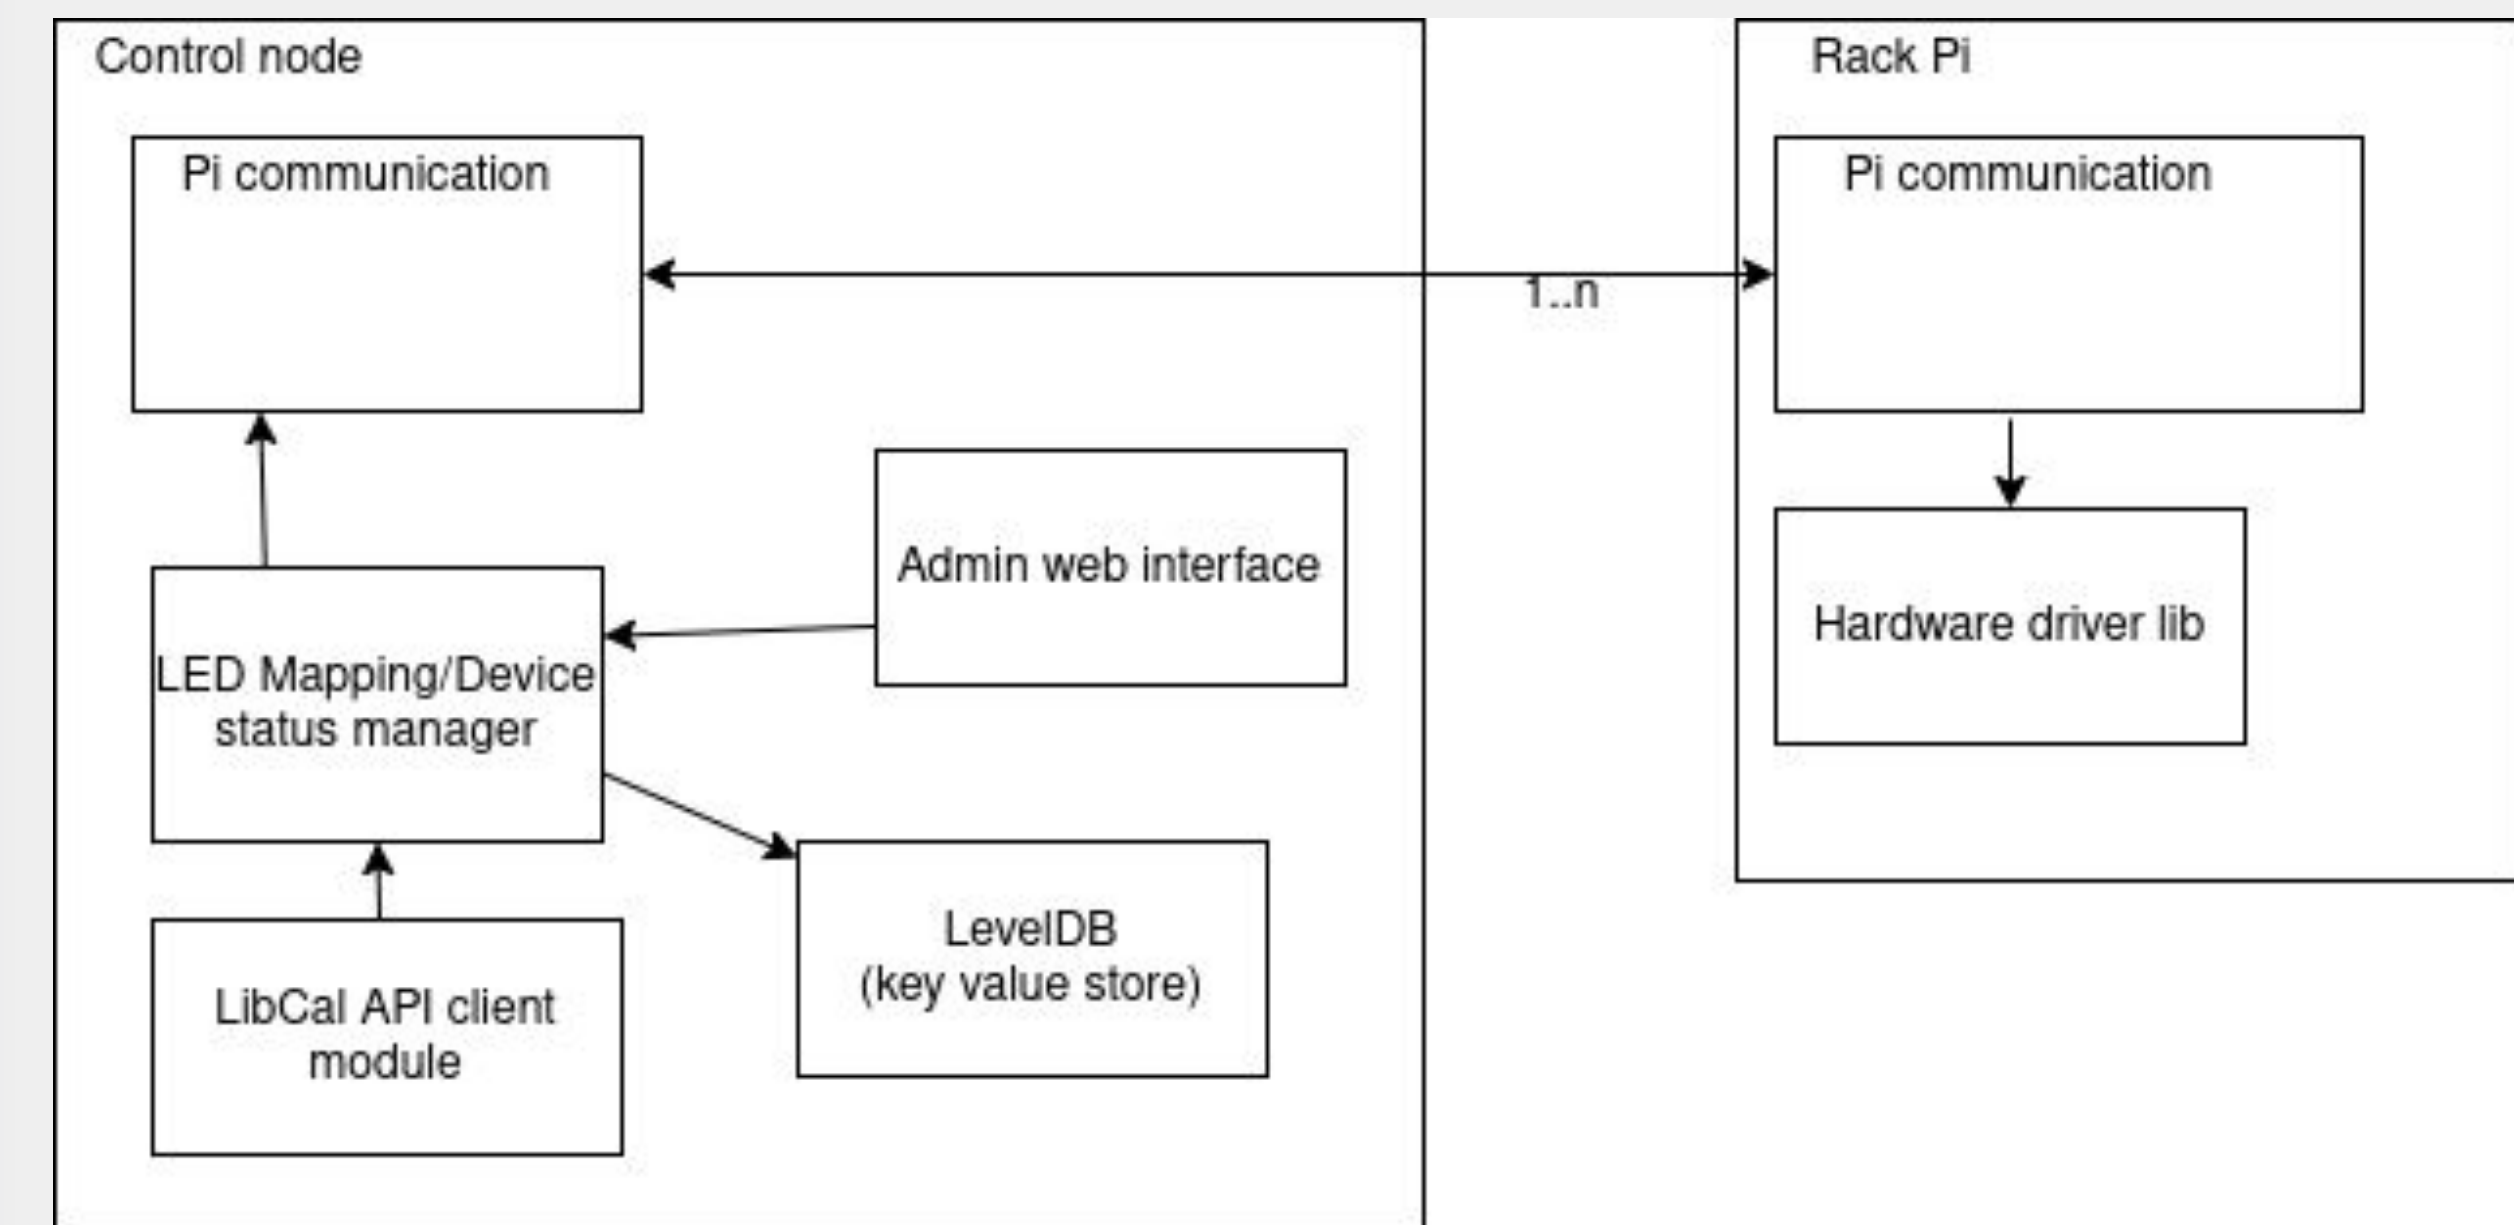 Control node
Pi communication
Admin web interface
LED Mapping/Device
status manager
LevelDB
(key value store)
LibCal API client
module
1..n
Rack Pi
Pi communication
Hardware driver lib